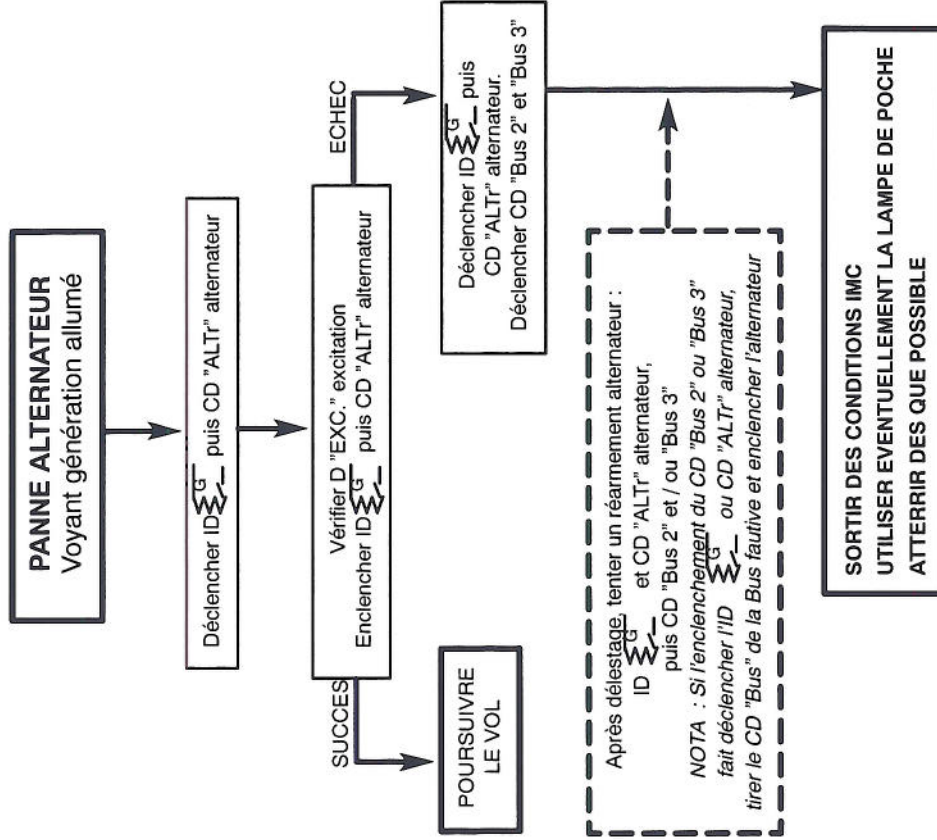 PANNE ALTERNATEUR
Voyant génération allumé
Déclencher ID G puis CD "ALTr" alternateur
Vérifier D "EXC." excitation
Enclencher ID G puis CD "ALTr" alternateur
SUCCES
ECHEC
POURSUIVRE
LE VOL
Déclencher ID G puis
CD "ALTr" alternateur.
Déclencher CD "Bus 2" et "Bus 3"
Après délestage, tenter un réarmement alternateur :
ID G et CD "ALTr" alternateur,
puis CD "Bus 2" et / ou "Bus 3"
NOTA : Si l'enclenchement du CD "Bus 2" ou "Bus 3"
fait déclencher l'ID G ou CD "ALTr" alternateur,
tirer le CD "Bus" de la Bus fautive et enclencher l'alternateur
SORTIR DES CONDITIONS IMC
UTILISER EVENTUELLEMENT LA LAMPE DE POCHE
ATTERRIR DES QUE POSSIBLE